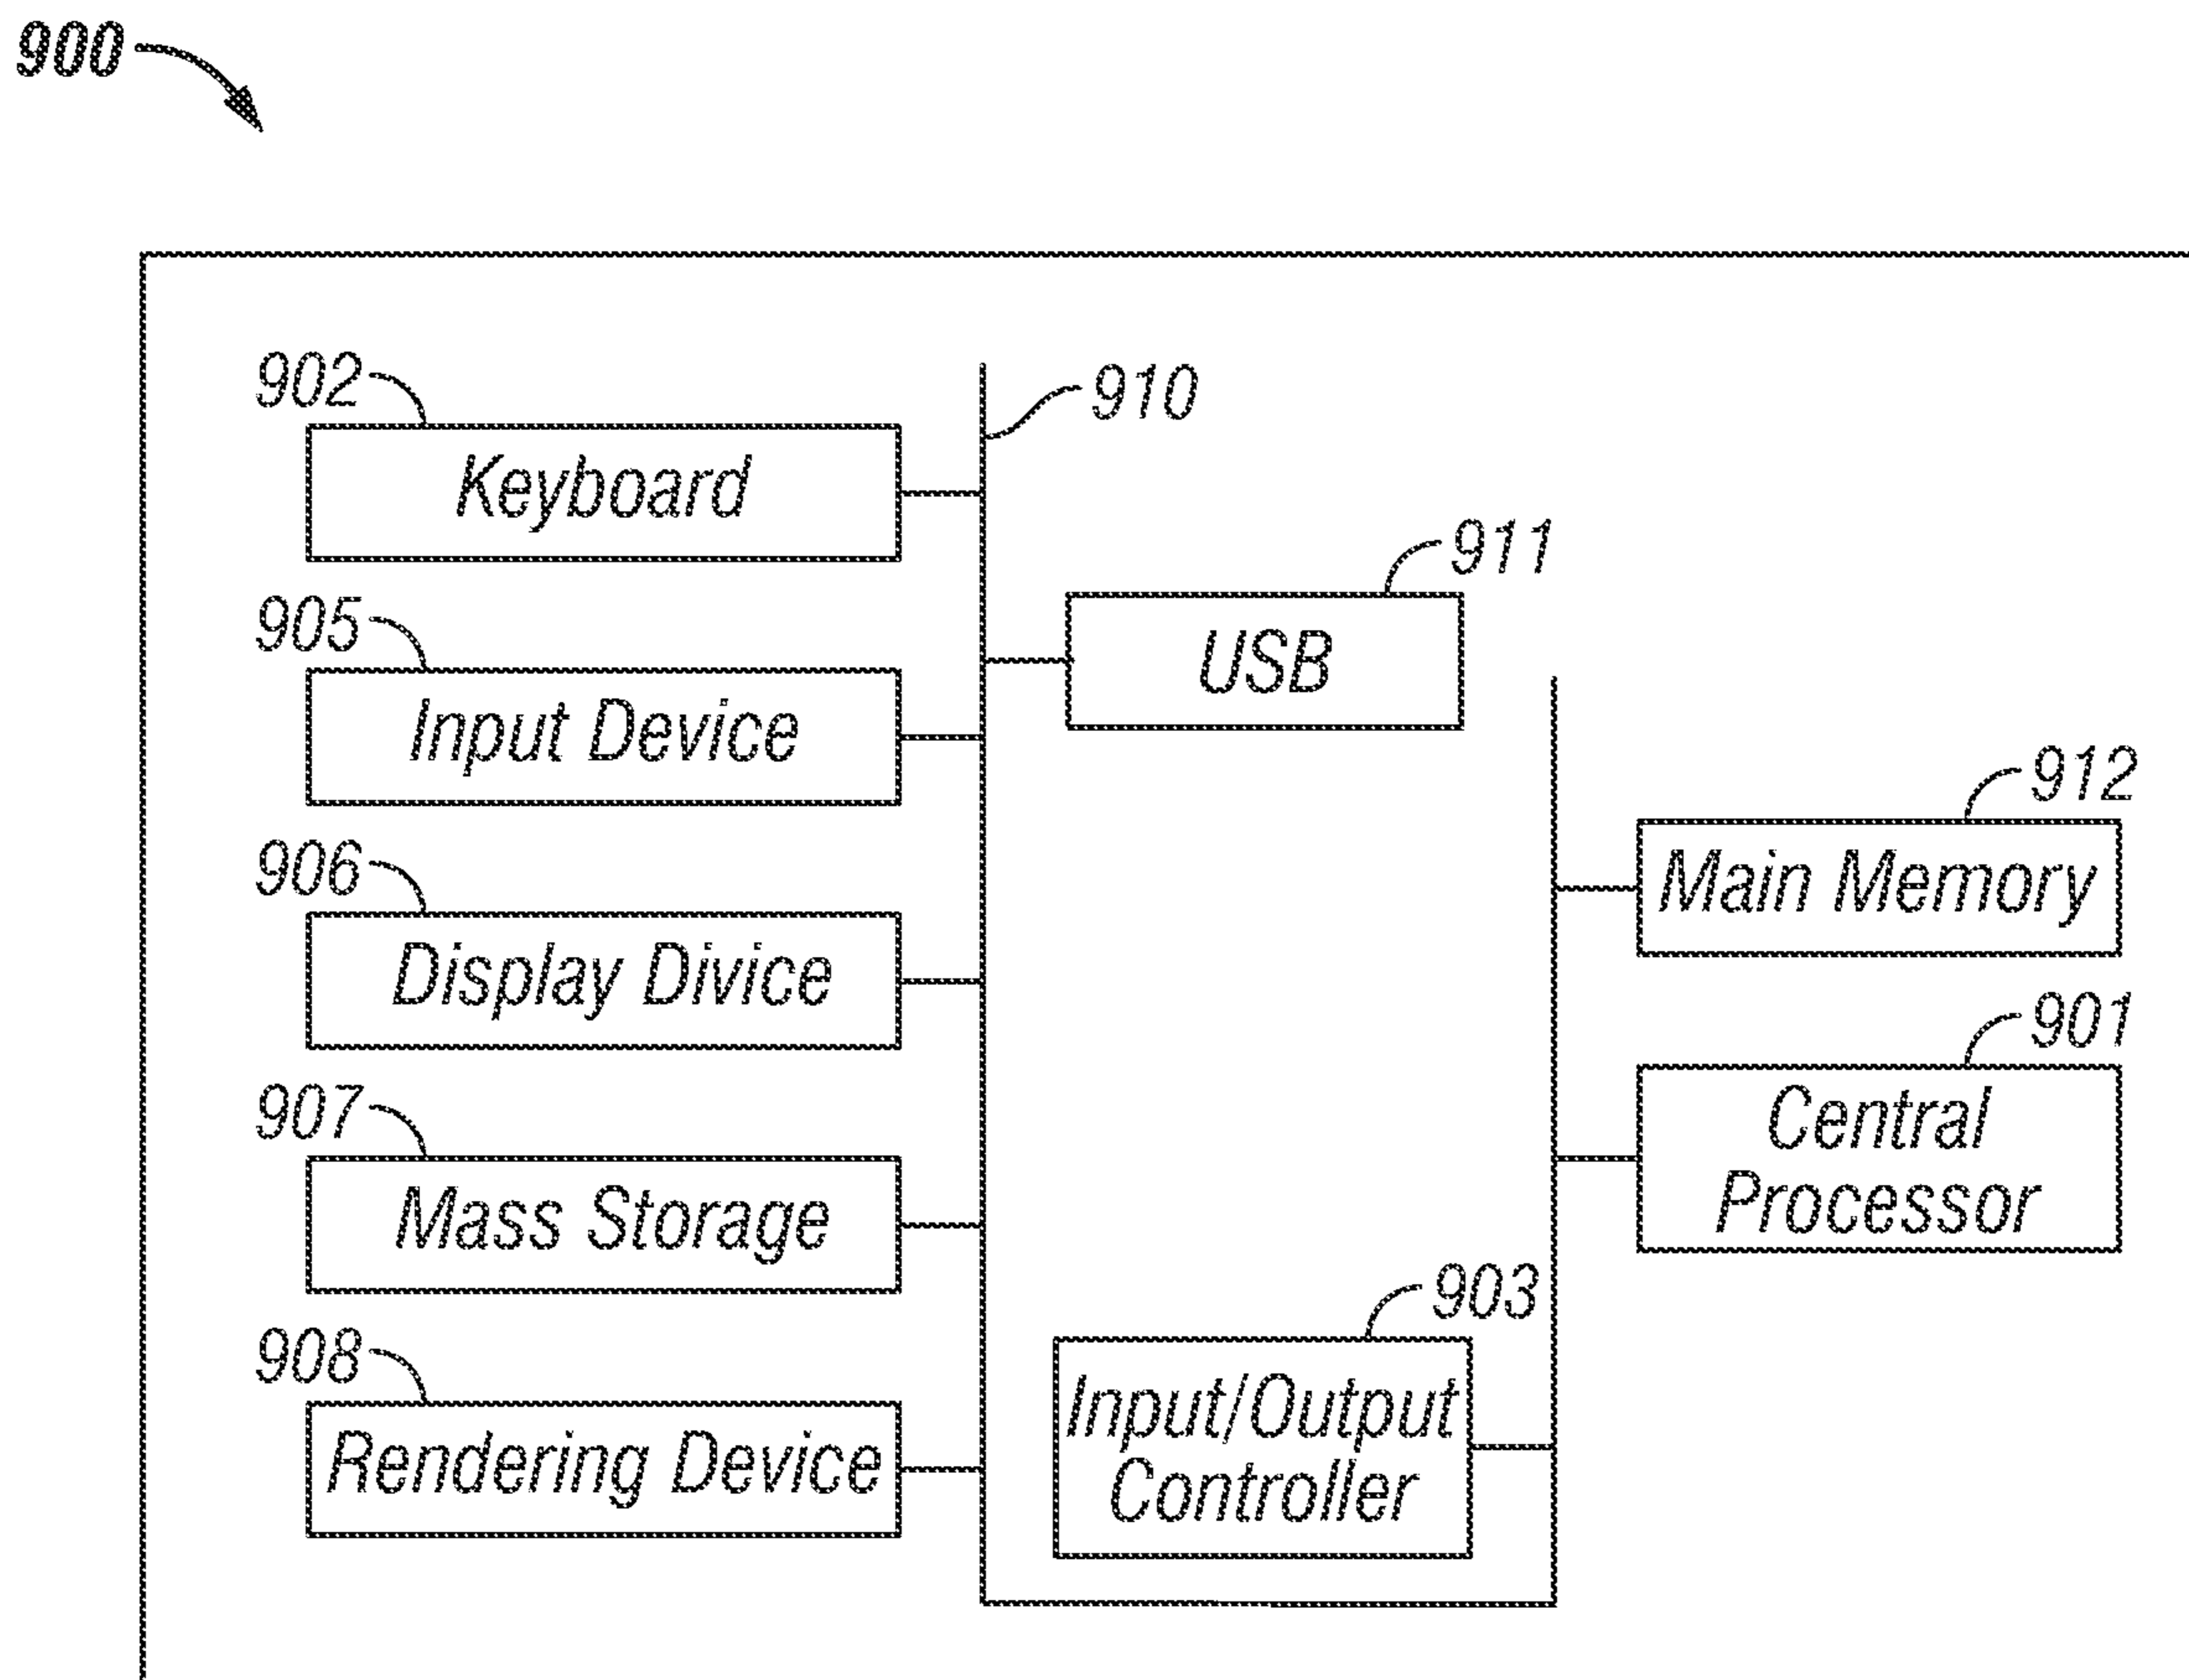 900
902
910
Keyboard
911
905
USB
Input Device
912
906
Main Memory
Display Divice
901
907
Central
Processor
Mass Storage
903
908
Input/Output
Controller
Rendering Device